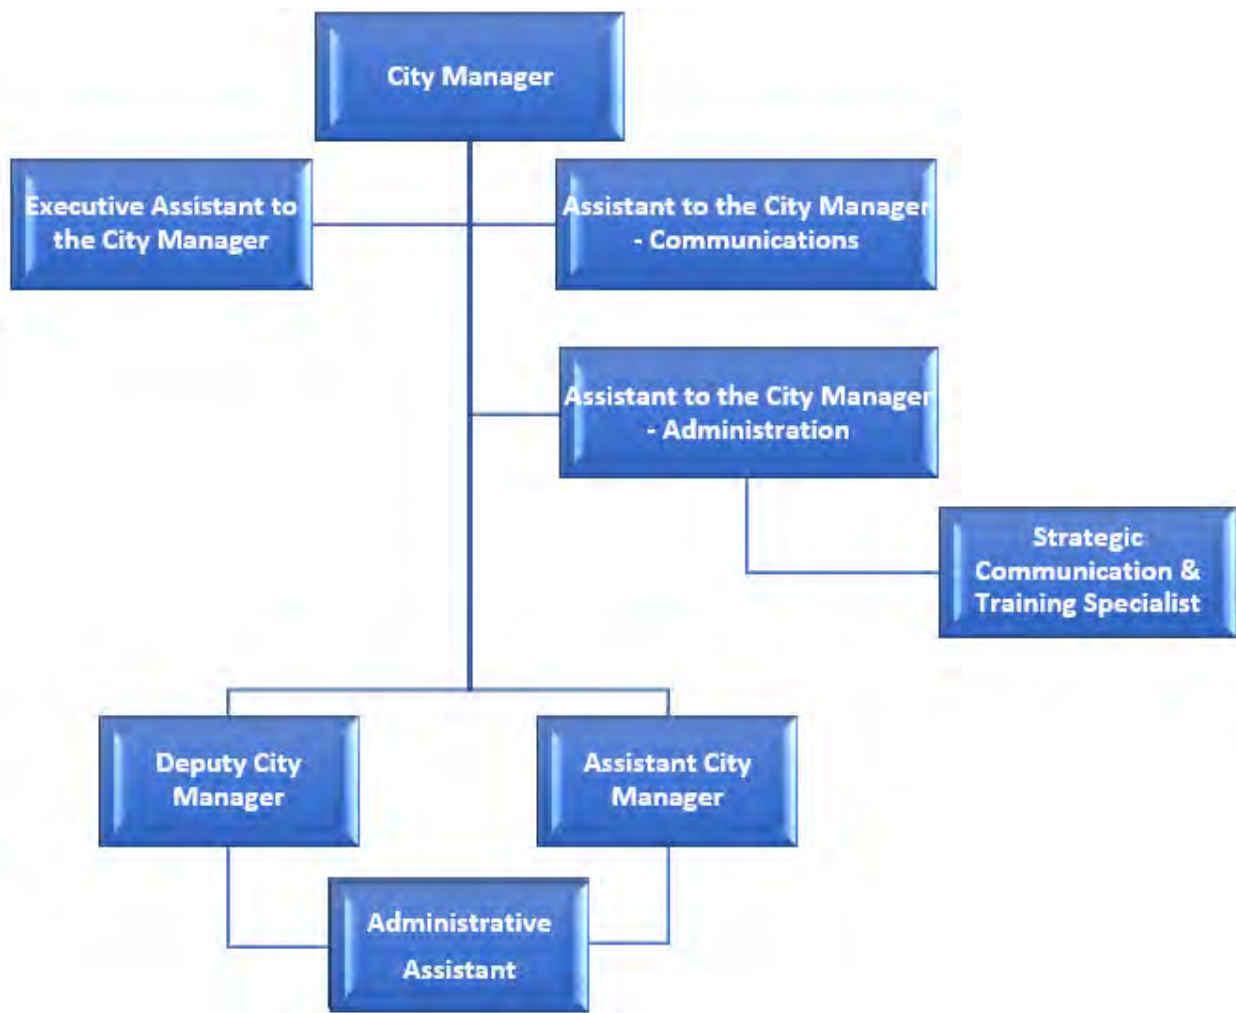 City Manager
Executive Assistant to
the City Manager
Assistant to the City Manager
- Communications
Assistant to the City Manager
- Administration
Strategic
Communication &
Training Specialist
Deputy City
Manager
Assistant City
Manager
Administrative
Assistant